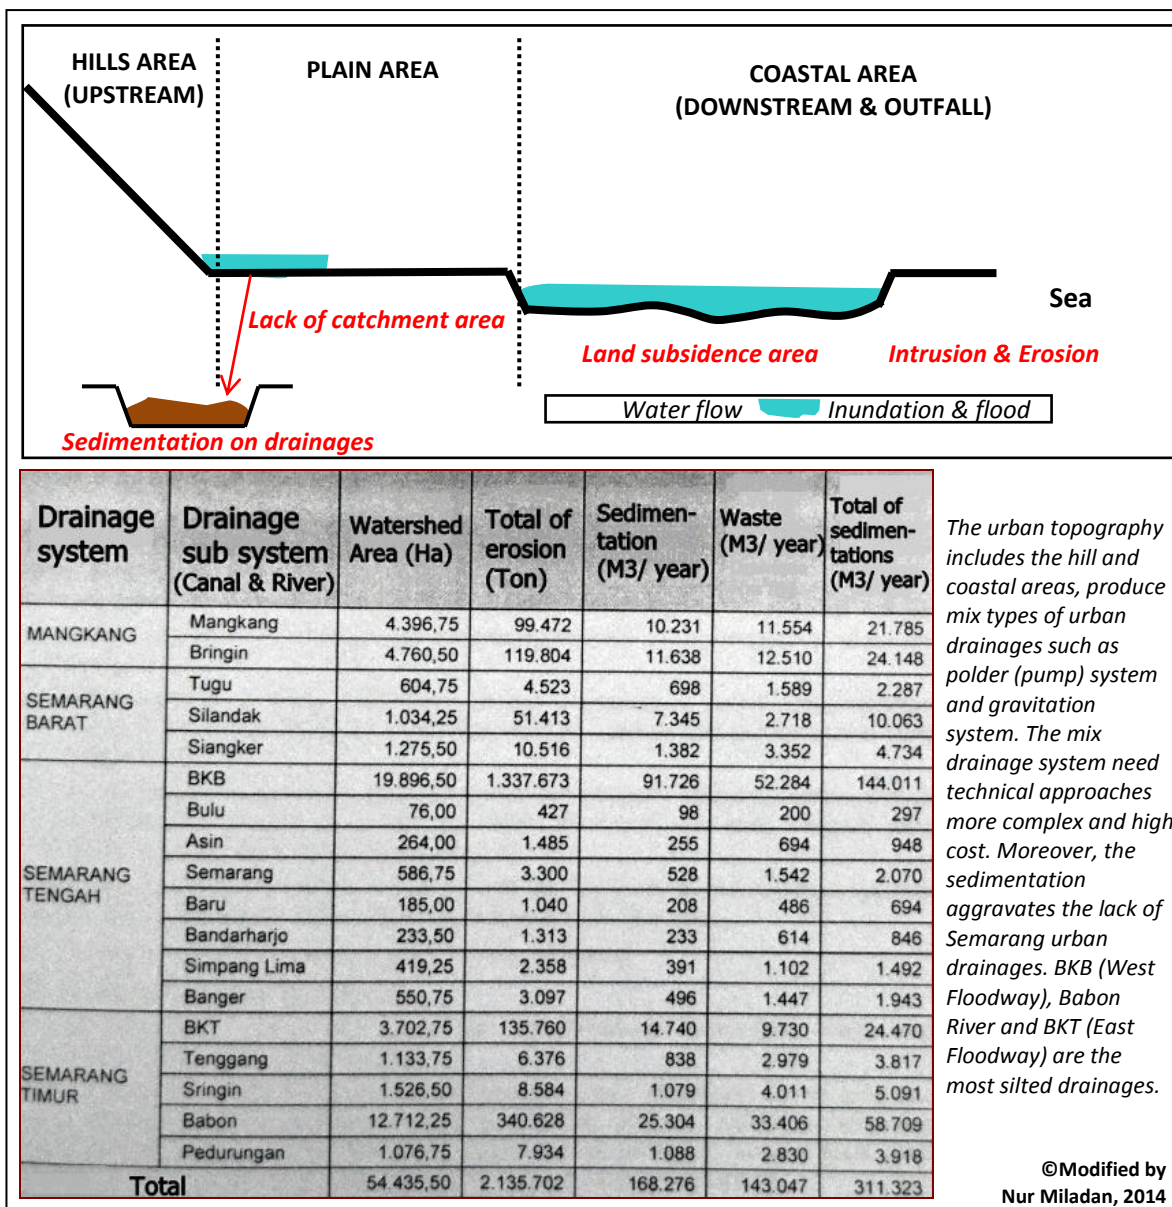 HILLS AREA
(UPSTREAM)
PLAIN AREA
COASTAL AREA
(DOWNSTREAM & OUTFALL)
Sea
Lack of catchment area
Land subsidence area
Intrusion & Erosion
Water flow Inundation & flood
Sedimentation on drainages
Drainage system | Drainage sub system (Canal & River) | Watershed Area (Ha) | Total of erosion (Ton) | Sedimen-tation (M3/ year) | Waste (M3/ year) | Total of sedimen-tations (M3/ year)
MANGKANG
Mangkang 4.396,75 99.472 10.231 11.554 21.785
Bringin 4.760,50 119.804 11.638 12.510 24.148
SEMARANG BARAT
Tugu 604,75 4.523 698 1.589 2.287
Silandak 1.034,25 51.413 7.345 2.718 10.063
Siangker 1.275,50 10.516 1.382 3.352 4.734
SEMARANG TENGAH
BKB 19.896,50 1.337.673 91.726 52.284 144.011
Bulu 76,00 427 98 200 297
Asin 264,00 1.485 255 694 948
Semarang 586,75 3.300 528 1.542 2.070
Baru 185,00 1.040 208 486 694
Bandarharjo 233,50 1.313 233 614 846
Simpang Lima 419,25 2.358 391 1.102 1.492
Banger 550,75 3.097 496 1.447 1.943
SEMARANG TIMUR
BKT 3.702,75 135.760 14.740 9.730 24.470
Tenggang 1.133,75 6.376 838 2.979 3.817
Sringin 1.526,50 8.584 1.079 4.011 5.091
Babon 12.712,25 340.628 25.304 33.406 58.709
Pedurungan 1.076,75 7.934 1.088 2.830 3.918
Total 54.435,50 2.135.702 168.276 143.047 311.323
The urban topography
includes the hill and
coastal areas, produce
mix types of urban
drainages such as
polder (pump) system
and gravitation
system. The mix
drainage system need
technical approaches
more complex and high
cost. Moreover, the
sedimentation
aggravates the lack of
Semarang urban
drainages. BKB (West
Floodway), Babon
River and BKT (East
Floodway) are the
most silted drainages.
©Modified by
Nur Miladan, 2014